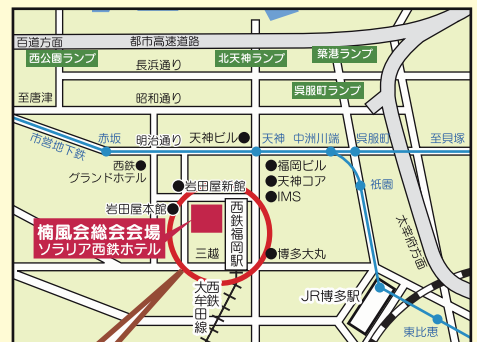 百道方面
都市高速道路
西公園ランプ
北天神ランプ
築港ランプ
長浜通り
呉服町ランプ
至唐津
昭和通り
市営地下鉄
赤坂
明治通り
天神ビル
天神
中洲川端
呉服町
至貝塚
西鉄
グランドホテル
福岡ビル
天神コア
IMS
祇園
岩田屋新館
岩田屋本館
西鉄福岡駅
楠風会総会会場
ソラリア西鉄ホテル
三越
博多大丸
太宰府方面
西鉄
大牟田線
JR博多駅
東比恵